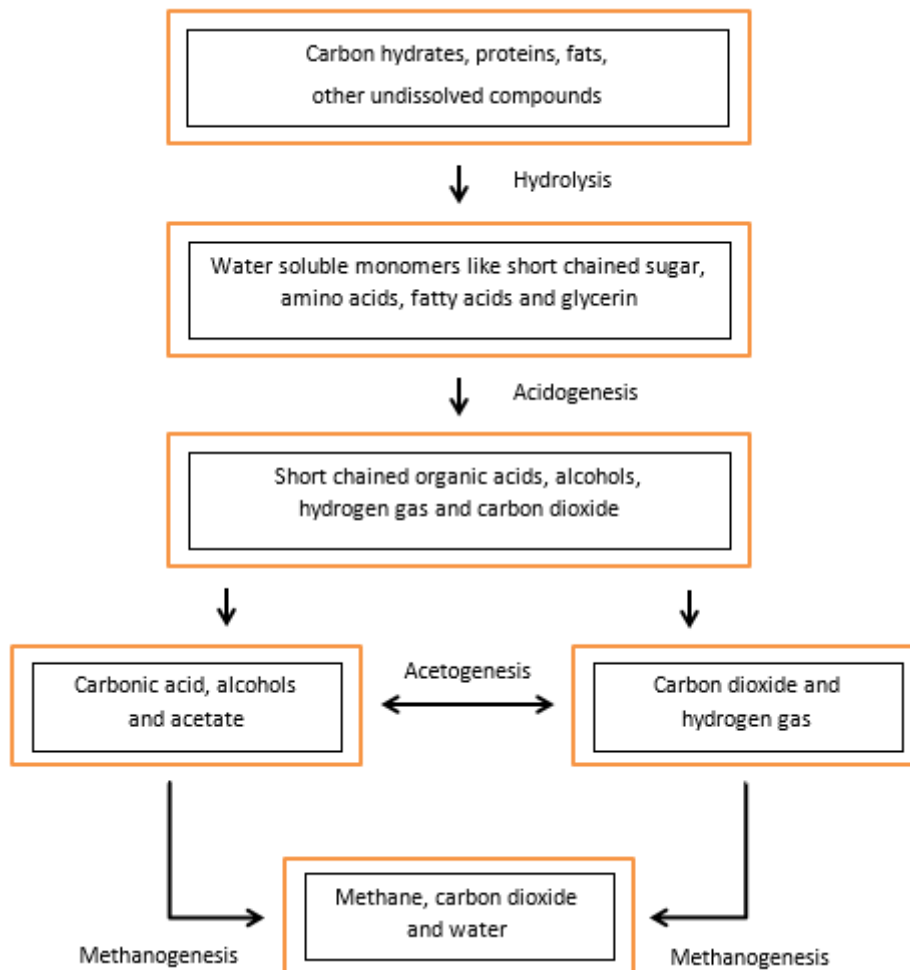 Carbon hydrates, proteins, fats,
other undissolved compounds
Hydrolysis
Water soluble monomers like short chained sugar,
amino acids, fatty acids and glycerin
Acidogenesis
Short chained organic acids, alcohols,
hydrogen gas and carbon dioxide
Carbonic acid, alcohols
and acetate
Acetogenesis
Carbon dioxide and
hydrogen gas
Methane, carbon dioxide
and water
Methanogenesis
Methanogenesis